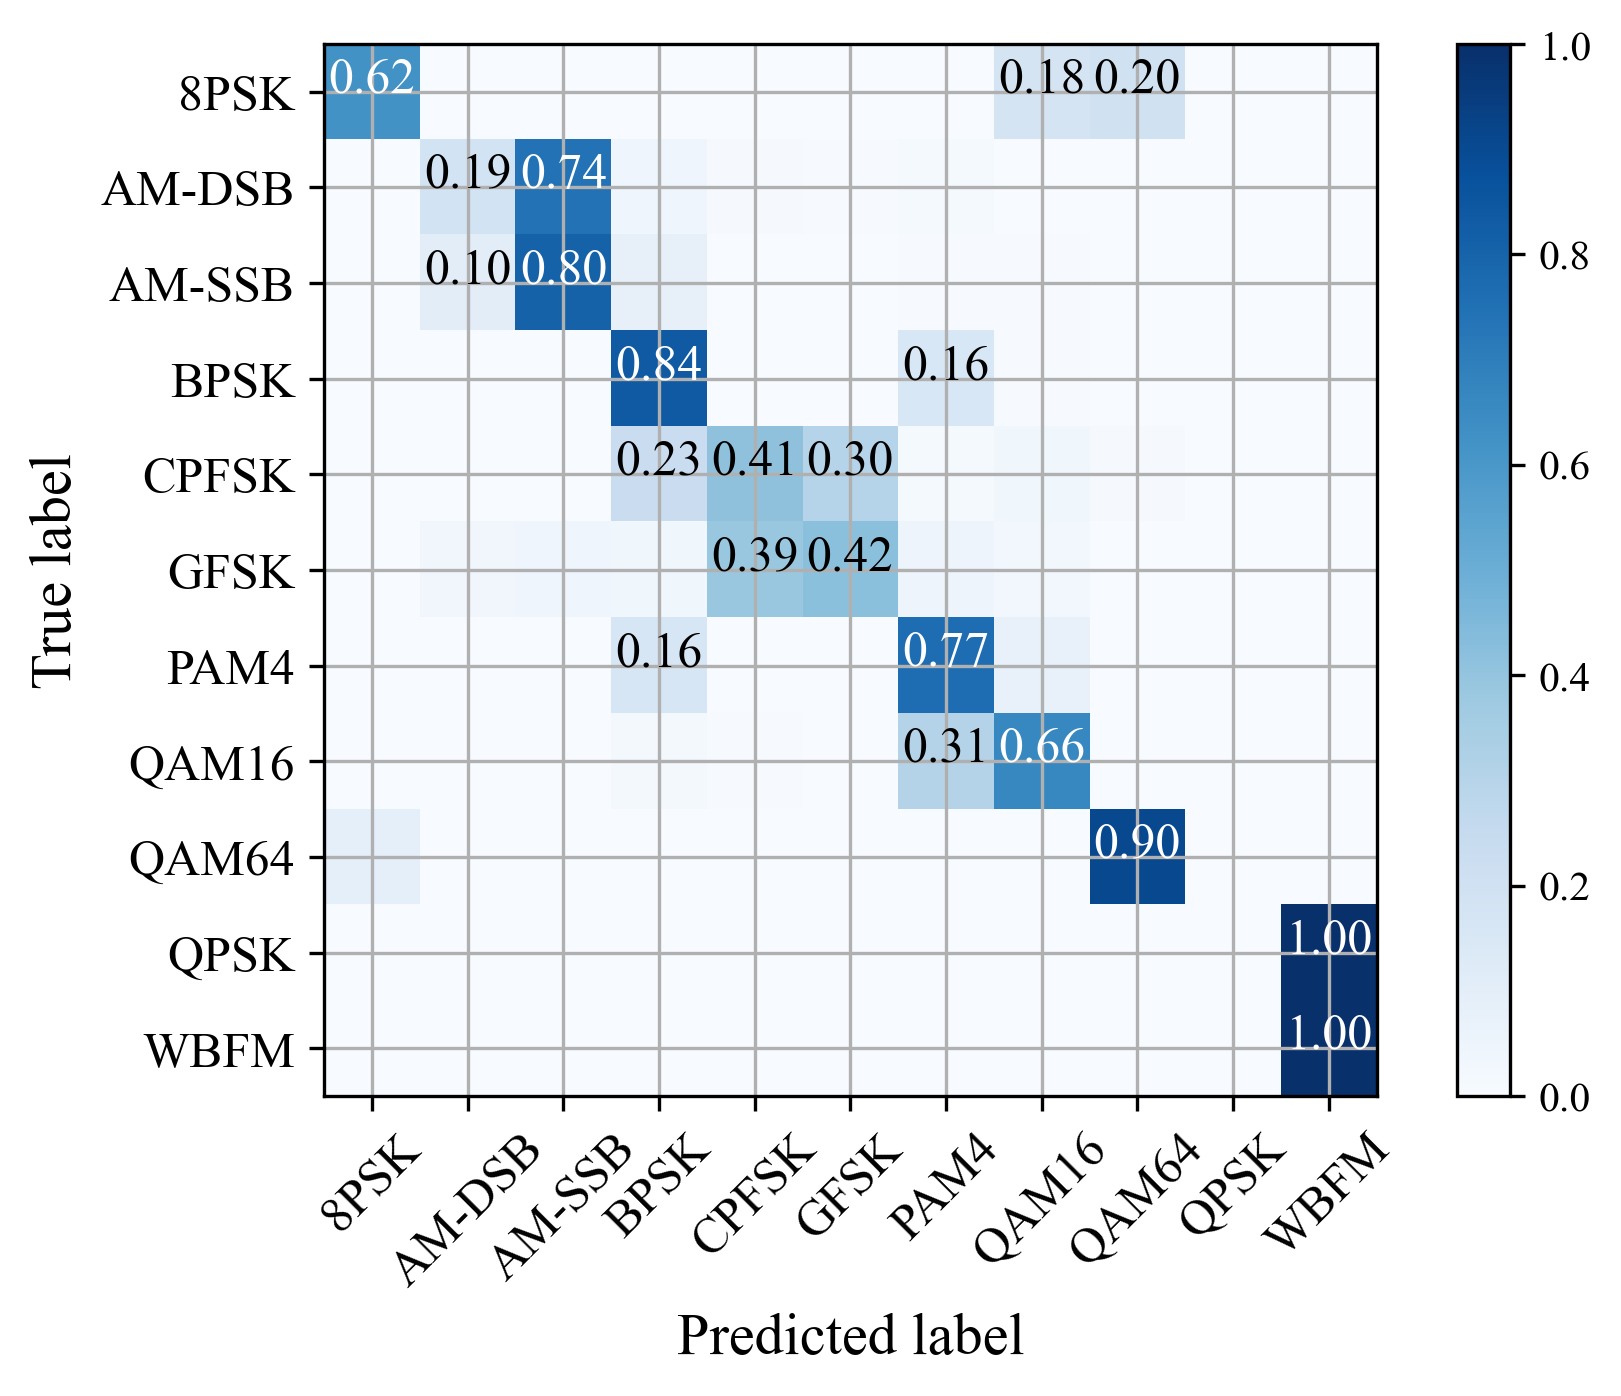 8PSK 0.62 0.18 0.20
AM-DSB 0.19 0.74
AM-SSB 0.10 0.80
BPSK 0.84 0.16
CPFSK 0.23 0.41 0.30
GFSK 0.39 0.42
PAM4 0.16 0.77
QAM16 0.31 0.66
QAM64 0.90
QPSK 1.00
WBFM 1.00
True label
8PSK AM-DSB AM-SSB BPSK CPFSK GFSK PAM4 QAM16 QAM64 QPSK WBFM
Predicted label
1.0
0.8
0.6
0.4
0.2
0.0